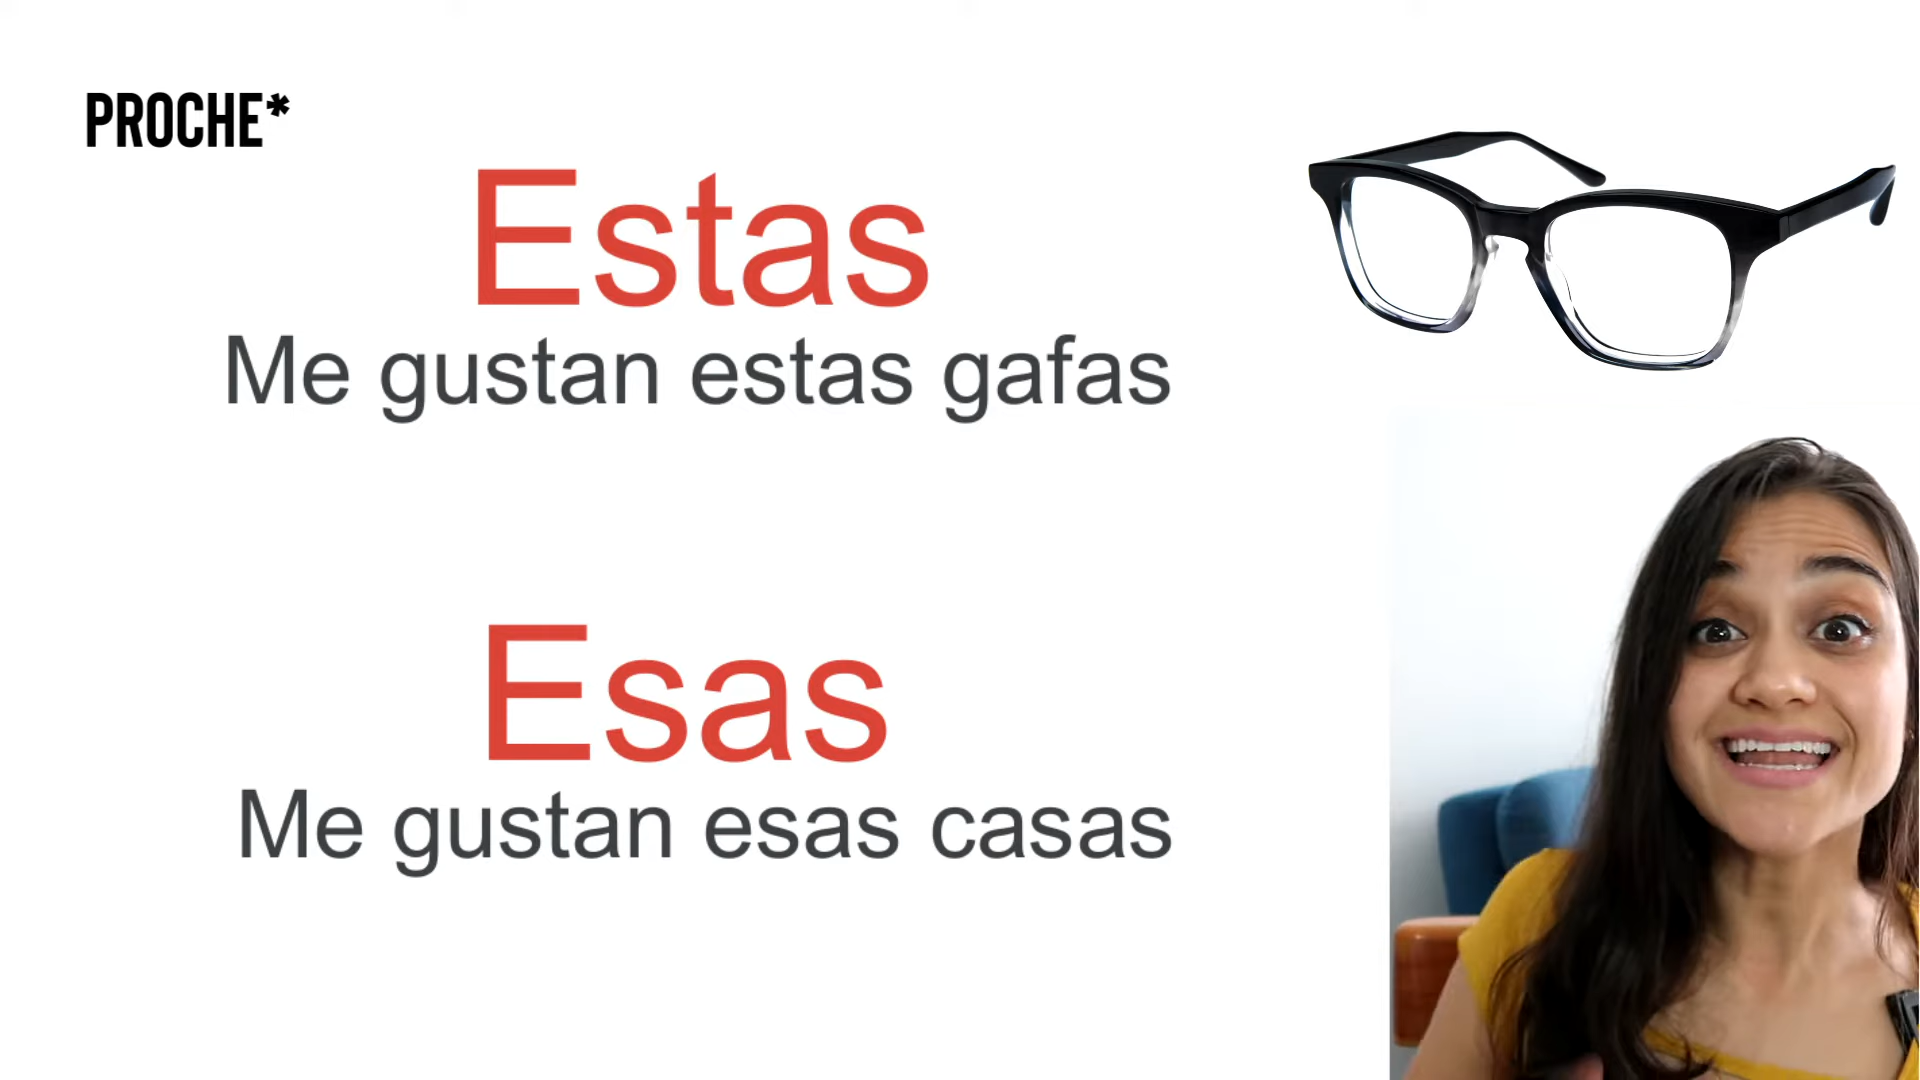 PROCHE*
Estas
Me gustan estas gafas
Esas
Me gustan esas casas